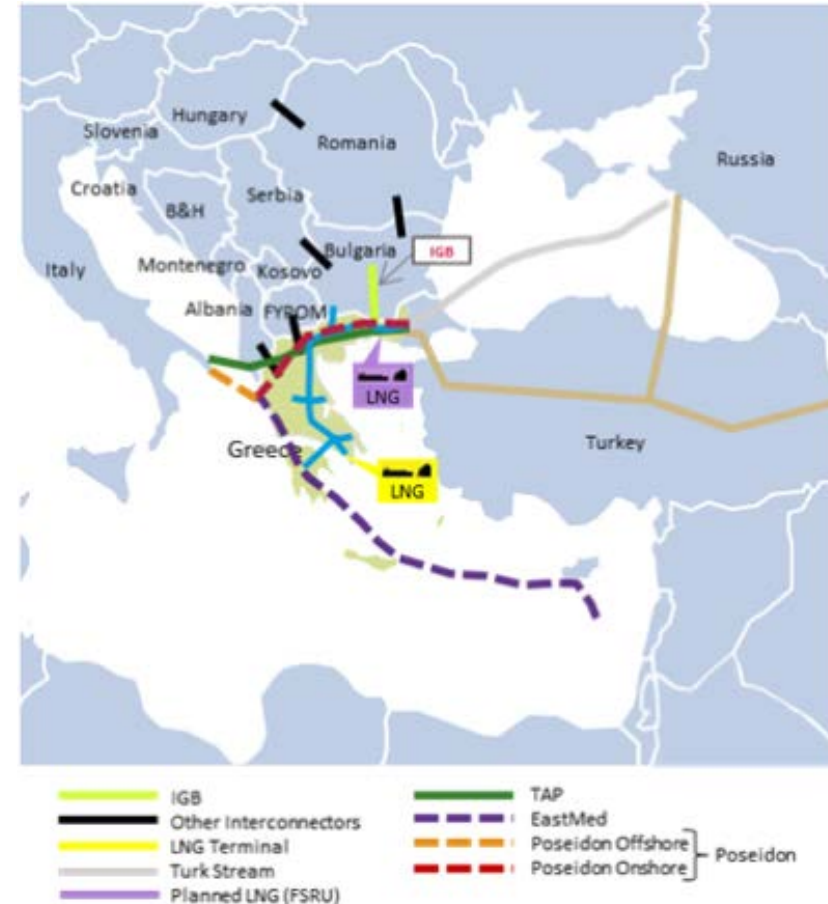 Hungary
Slovenia
Romania
Russia
Croatia
Serbia
B&H
Bulgaria
IGB
Italy
Montenegro
Kosovo
Albania
FYROM
LNG
Greece
Turkey
LNG
IGB
Other Interconnectors
LNG Terminal
Turk Stream
Planned LNG (FSRU)
TAP
EastMed
Poseidon Offshore
Poseidon Onshore
Poseidon